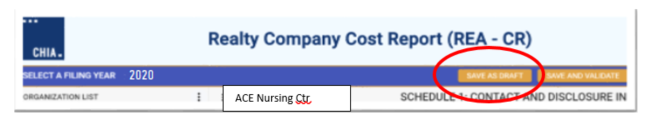 CHIA.
Realty Company Cost Report (REA - CR)
SELECT A FILING YEAR 2020 SAVE AS DRAFT SAVE AND VALIDATE
ORGANIZATION LIST ACE Nursing Ctr. SCHEDULE 1: CONTACT AND DISCLOSURE IN